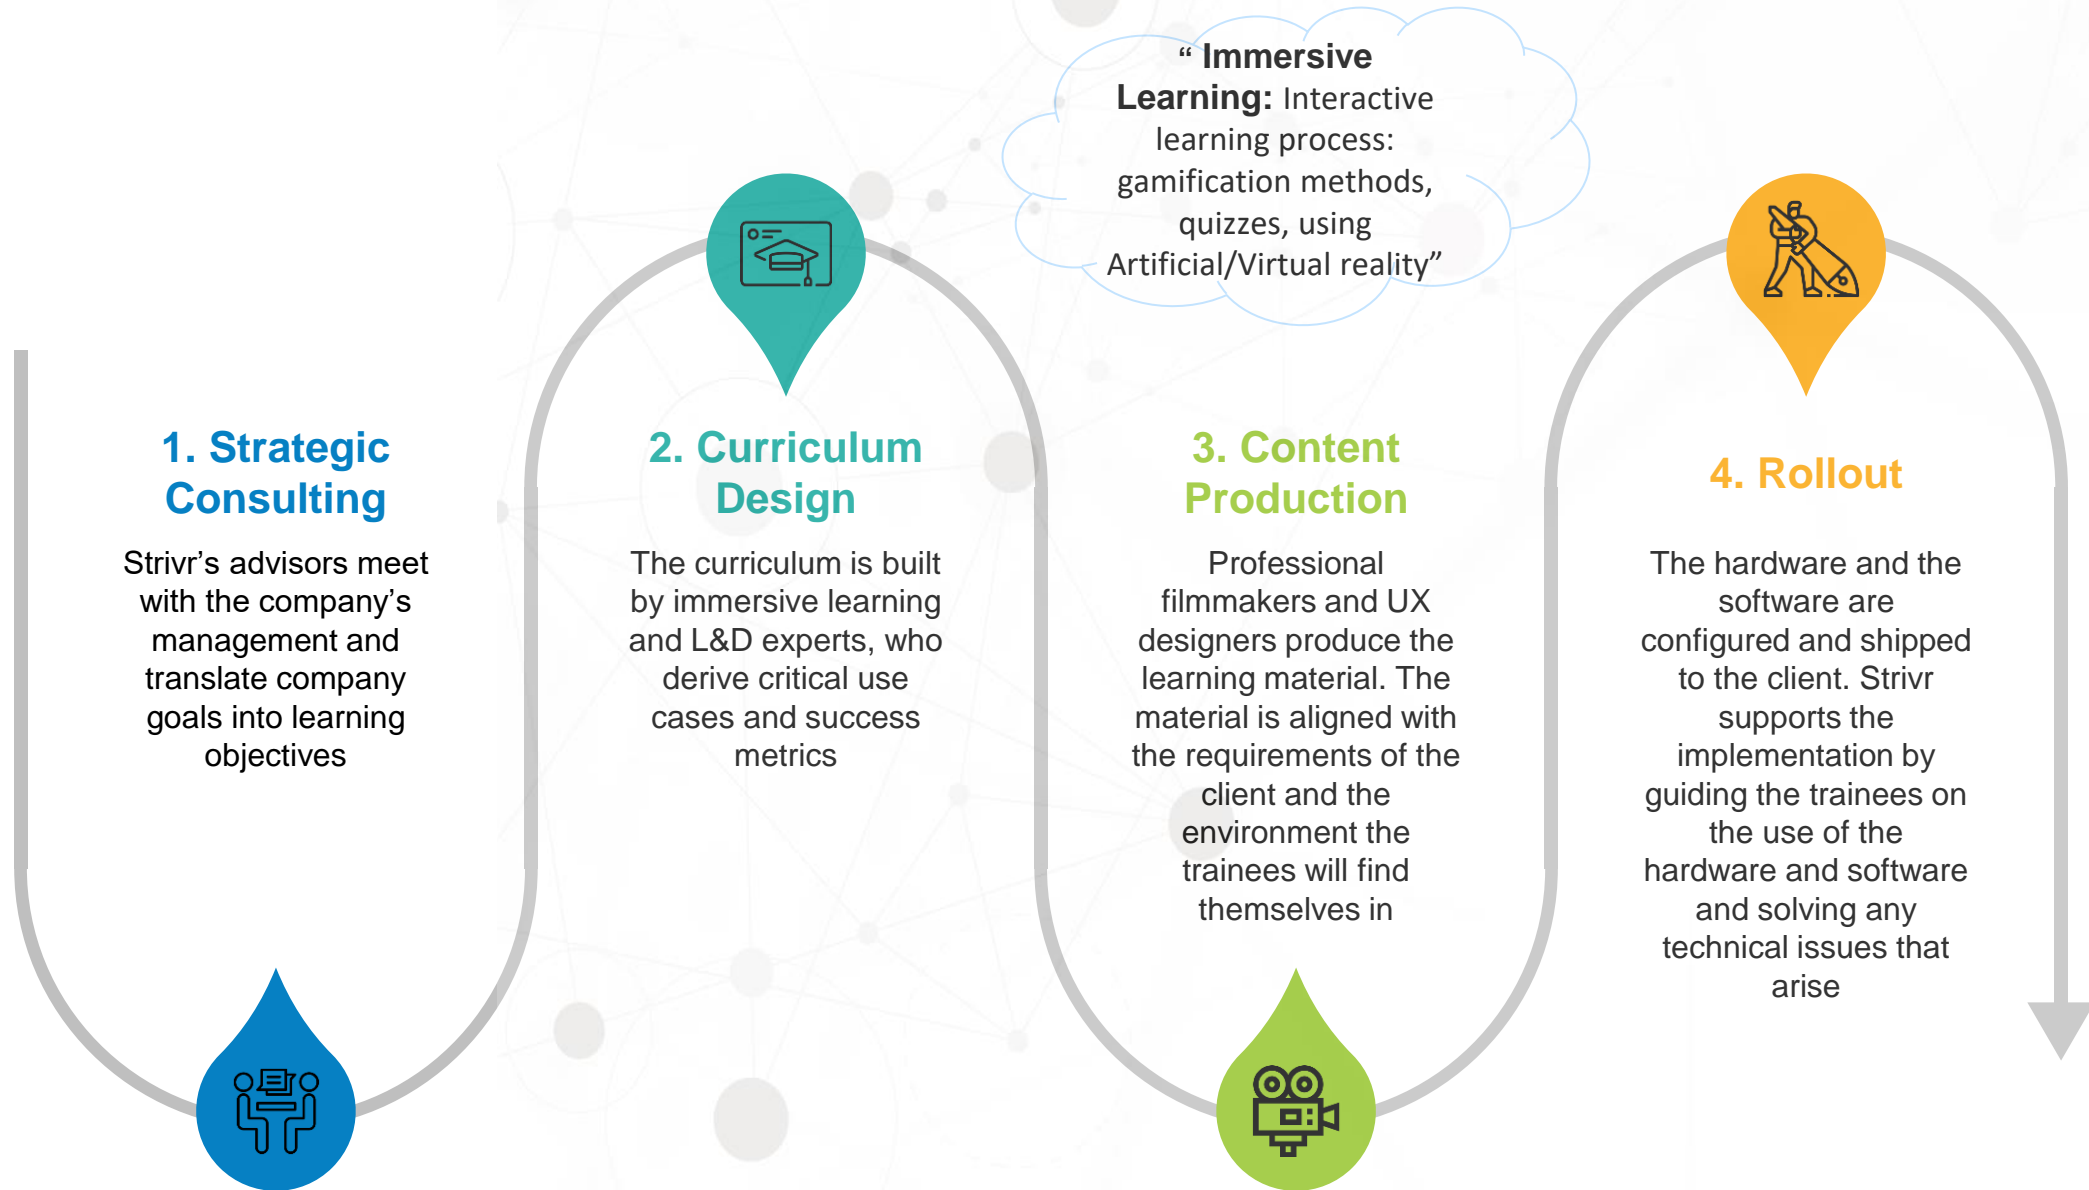 “ Immersive
Learning: Interactive
learning process:
gamification methods,
quizzes, using
Artificial/Virtual reality”
1. Strategic
Consulting
Strivr’s advisors meet
with the company’s
management and
translate company
goals into learning
objectives
2. Curriculum
Design
The curriculum is built
by immersive learning
and L&D experts, who
derive critical use
cases and success
metrics
3. Content
Production
Professional
filmmakers and UX
designers produce the
learning material. The
material is aligned with
the requirements of the
client and the
environment the
trainees will find
themselves in
4. Rollout
The hardware and the
software are
configured and shipped
to the client. Strivr
supports the
implementation by
guiding the trainees on
the use of the
hardware and software
and solving any
technical issues that
arise